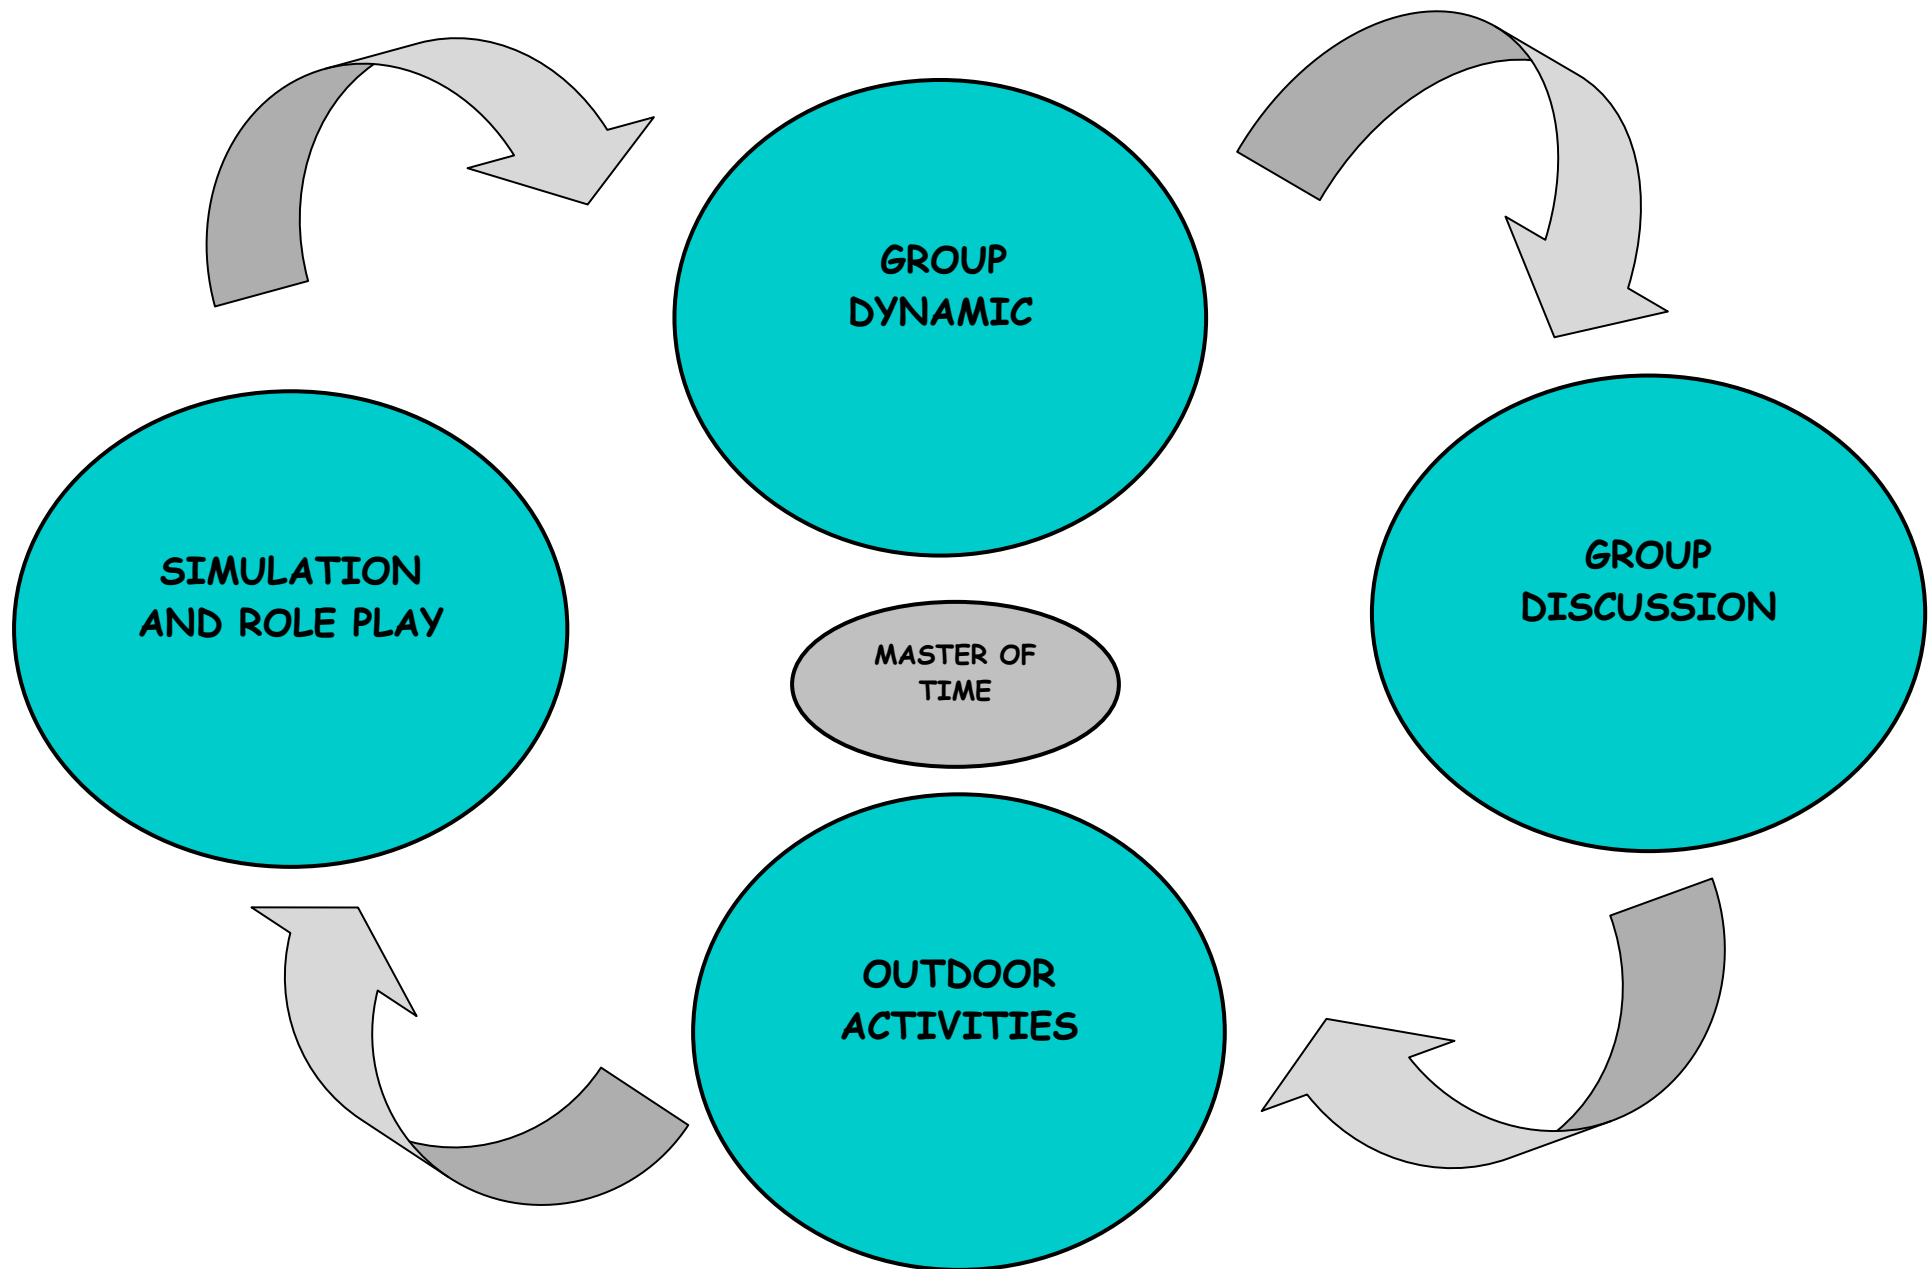 GROUP
DYNAMIC
SIMULATION
AND ROLE PLAY
GROUP
DISCUSSION
MASTER OF
TIME
OUTDOOR
ACTIVITIES